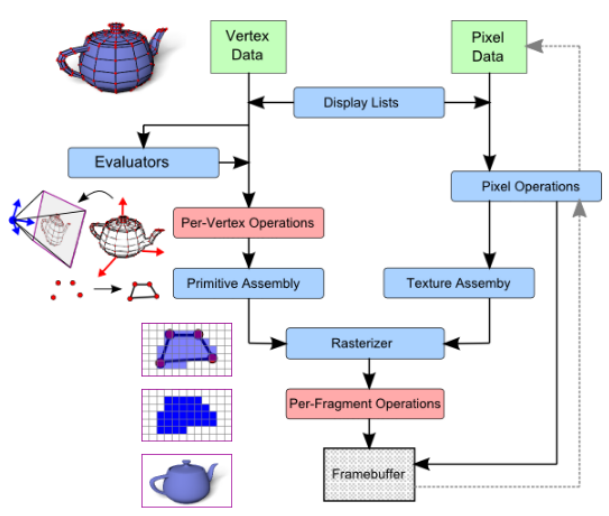 Vertex
Data
Pixel
Data
Display Lists
Evaluators
Pixel Operations
Per-Vertex Operations
Primitive Assembly
Texture Assemby
Rasterizer
Per-Fragment Operations
Framebuffer